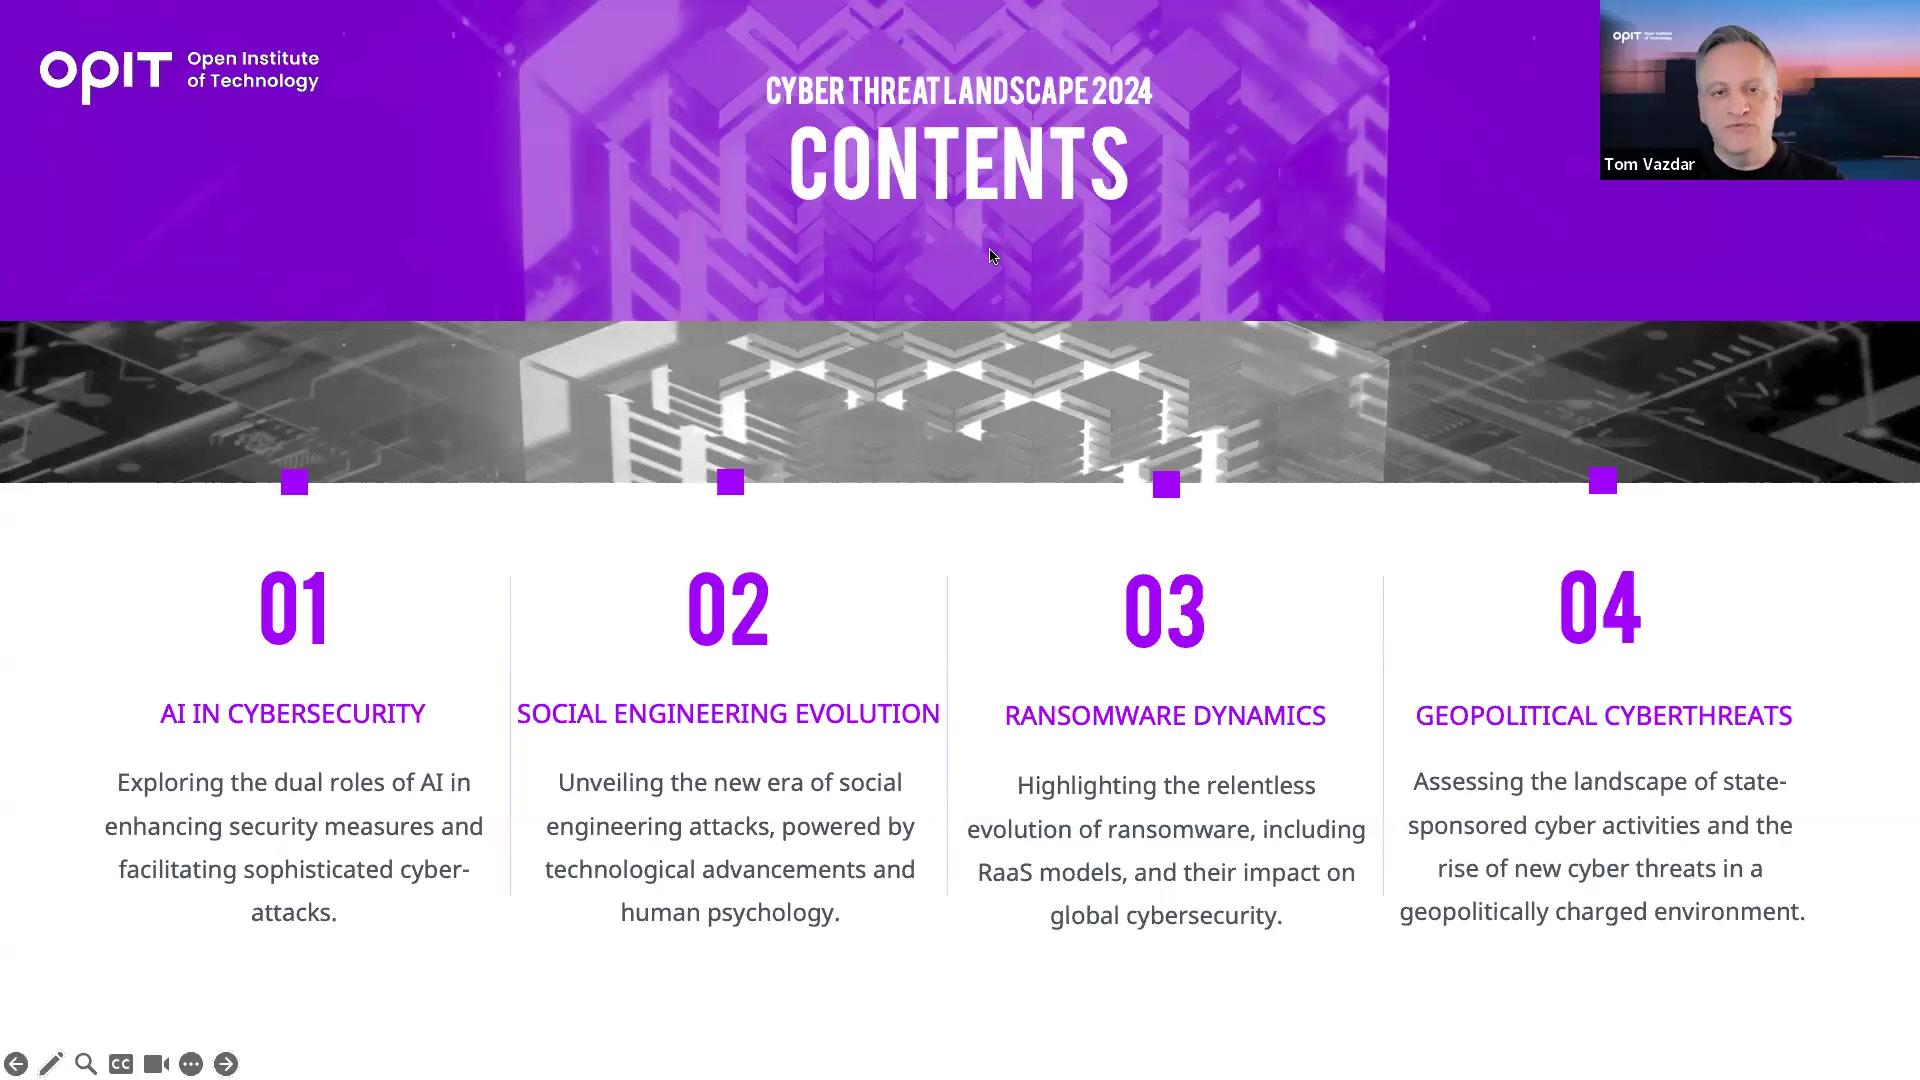 OPIT Open Institute
of Technology
CYBER THREAT LANDSCAPE 2024
CONTENTS
OPIT
Tom Vazdar
01
AI IN CYBERSECURITY
Exploring the dual roles of AI in
enhancing security measures and
facilitating sophisticated cyber-
attacks.
02
SOCIAL ENGINEERING EVOLUTION
Unveiling the new era of social
engineering attacks, powered by
technological advancements and
human psychology.
03
RANSOMWARE DYNAMICS
Highlighting the relentless
evolution of ransomware, including
RaaS models, and their impact on
global cybersecurity.
04
GEOPOLITICAL CYBERTHREATS
Assessing the landscape of state-
sponsored cyber activities and the
rise of new cyber threats in a
geopolitically charged environment.
CC